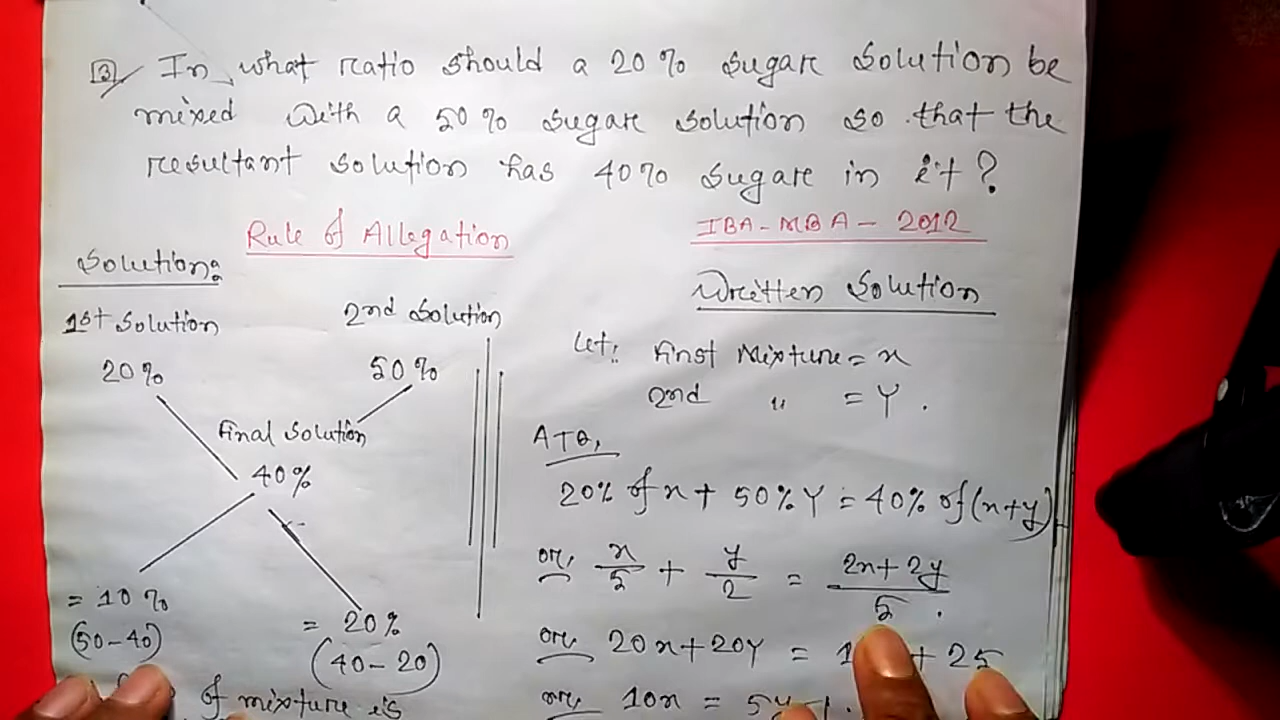 3 In what ratio should a 20% sugar solution be
mixed with a 50% sugar solution so that the
resultant solution has 40% sugar in it?
Rule of Allegation
IBA-MBA-2012
Solution:
1st Solution 2nd Solution
20% 50%
Final Solution
40%
= 10% = 20%
(50-40) (40-20)
of mixture is
Written Solution
Let: First Mixture = x
2nd " = Y.
ATQ,
20% of x + 50% Y = 40% of (x+y)
or, x/5 + y/2 = 2x+2y/5.
or, 20x+20Y = + 25
or, 10x = 5y